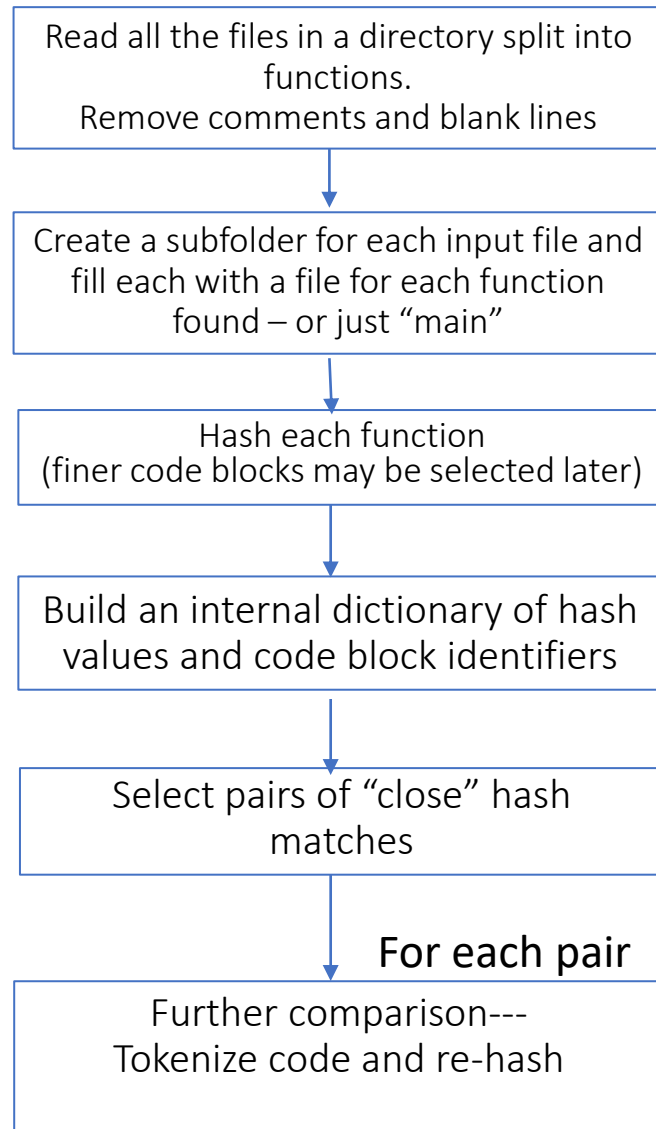 Read all the files in a directory split into
functions.
Remove comments and blank lines
Create a subfolder for each input file and
fill each with a file for each function
found – or just “main”
Hash each function
(finer code blocks may be selected later)
Build an internal dictionary of hash
values and code block identifiers
Select pairs of “close” hash
matches
For each pair
Further comparison---
Tokenize code and re-hash